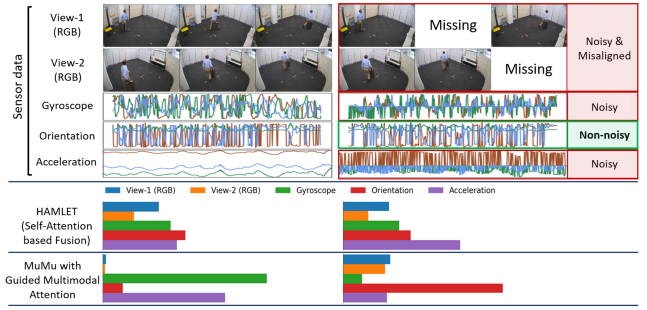 Sensor data
View-1
(RGB)
Missing
View-2
(RGB)
Missing
Noisy &
Misaligned
Gyroscope
Noisy
Orientation
Non-noisy
Acceleration
Noisy
View-1 (RGB) View-2 (RGB) Gyroscope Orientation Acceleration
HAMLET
(Self-Attention
based Fusion)
MuMu with
Guided Multimodal
Attention